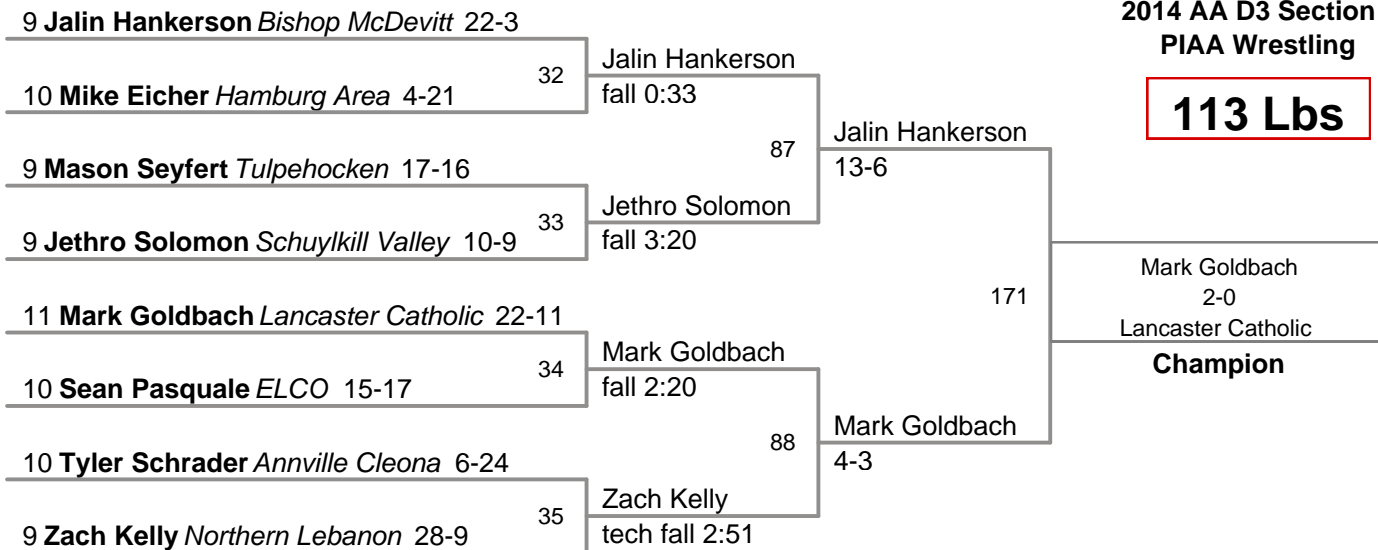 2014 AA D3 Section
PIAA Wrestling
113 Lbs
9 Jalin Hankerson Bishop McDevitt 22-3
32
10 Mike Eicher Hamburg Area 4-21
Jalin Hankerson
fall 0:33
9 Mason Seyfert Tulpehocken 17-16
33
9 Jethro Solomon Schuylkill Valley 10-9
Jethro Solomon
fall 3:20
87
Jalin Hankerson
13-6
11 Mark Goldbach Lancaster Catholic 22-11
34
10 Sean Pasquale ELCO 15-17
Mark Goldbach
fall 2:20
10 Tyler Schrader Annville Cleona 6-24
35
9 Zach Kelly Northern Lebanon 28-9
Zach Kelly
tech fall 2:51
88
Mark Goldbach
4-3
171
Mark Goldbach
2-0
Lancaster Catholic
Champion